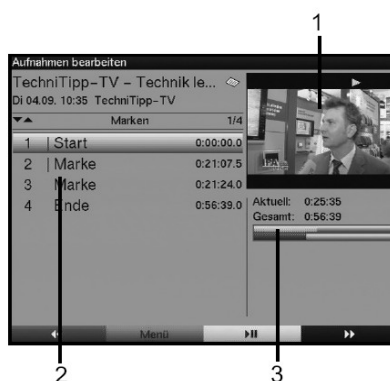 1
Aufnahmen bearbeiten
TechniTipp-TV - Technik le...
Di 04.09. 10:35 TechniTipp-TV
Marken 1/4
1 | Start 0:00:00.0
2 | Marke 0:21:07.5
3 Marke 0:21:24.0
4 Ende 0:56:39.0
Aktuell: 0:25:35
Gesamt: 0:56:39
Menü
2
3